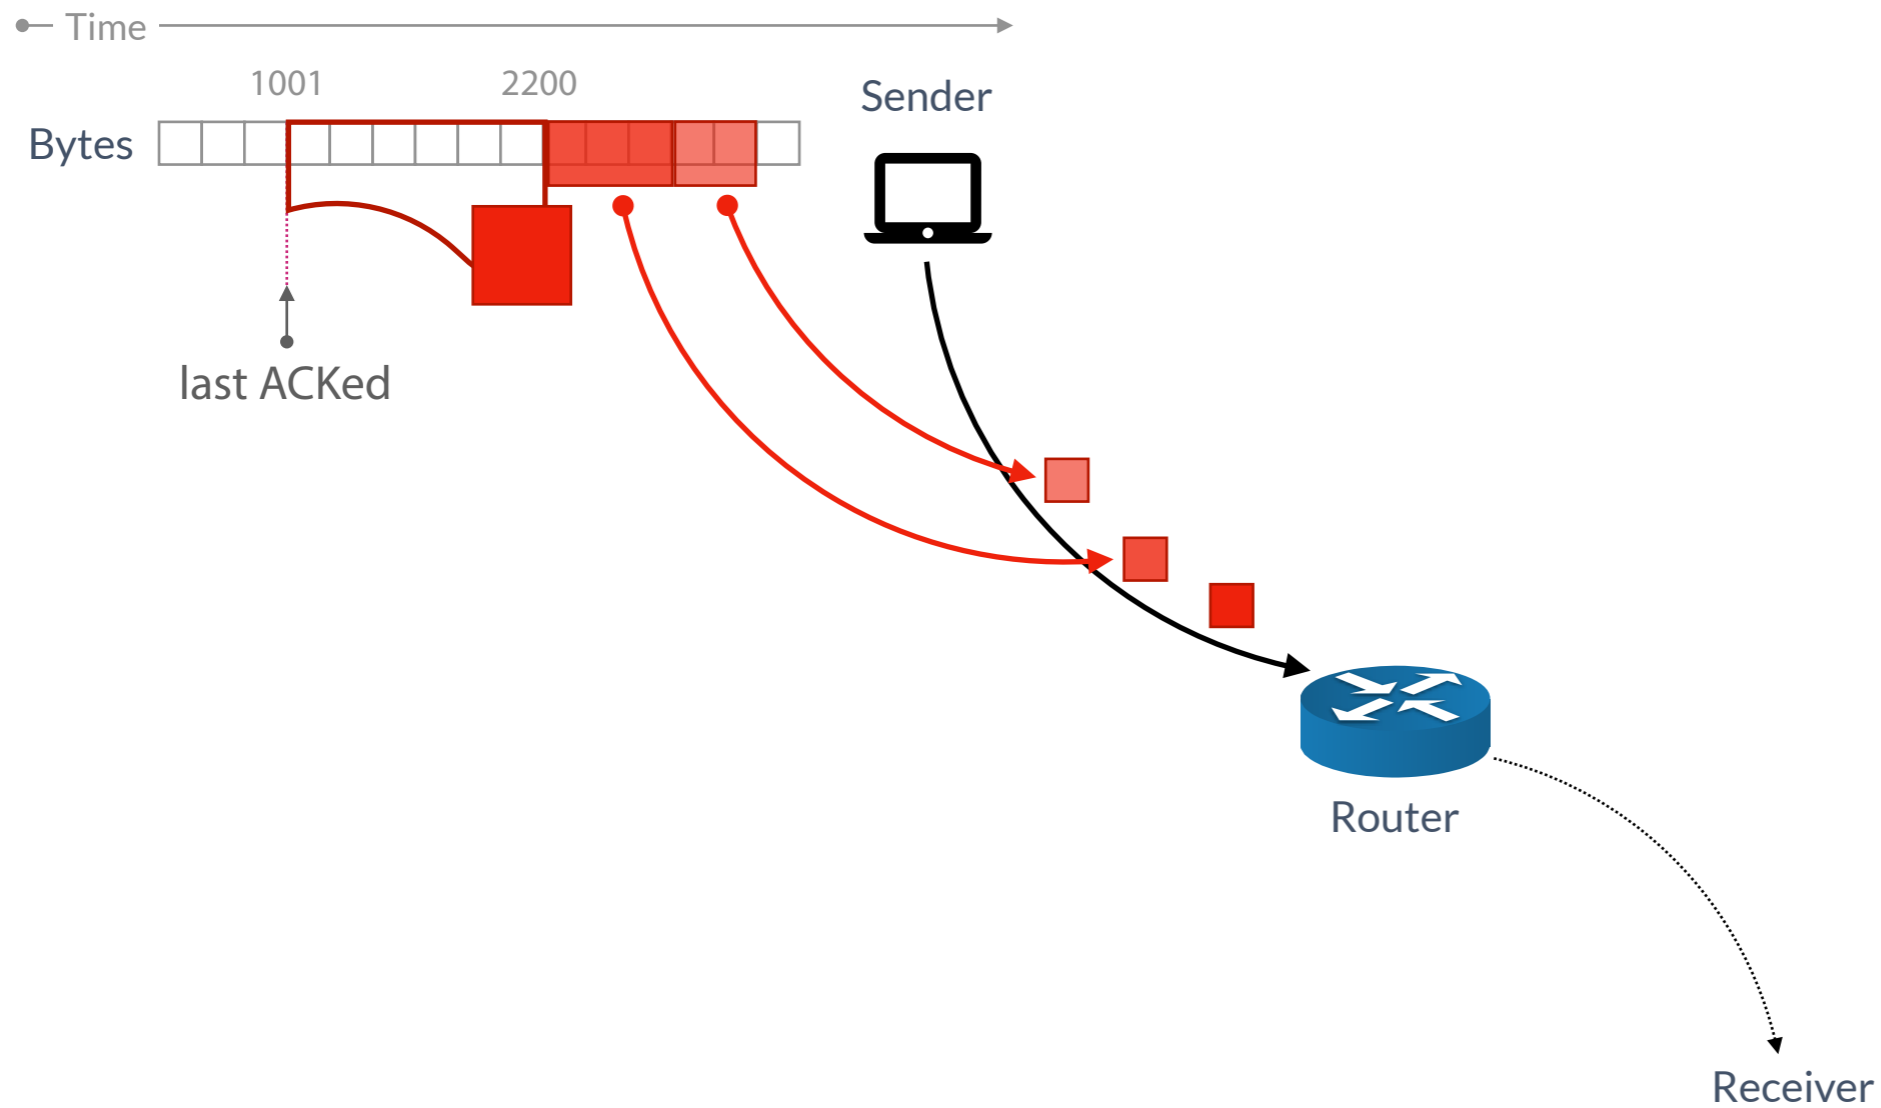 Time
1001 2200
Sender
Bytes
last ACKed
Router
Receiver